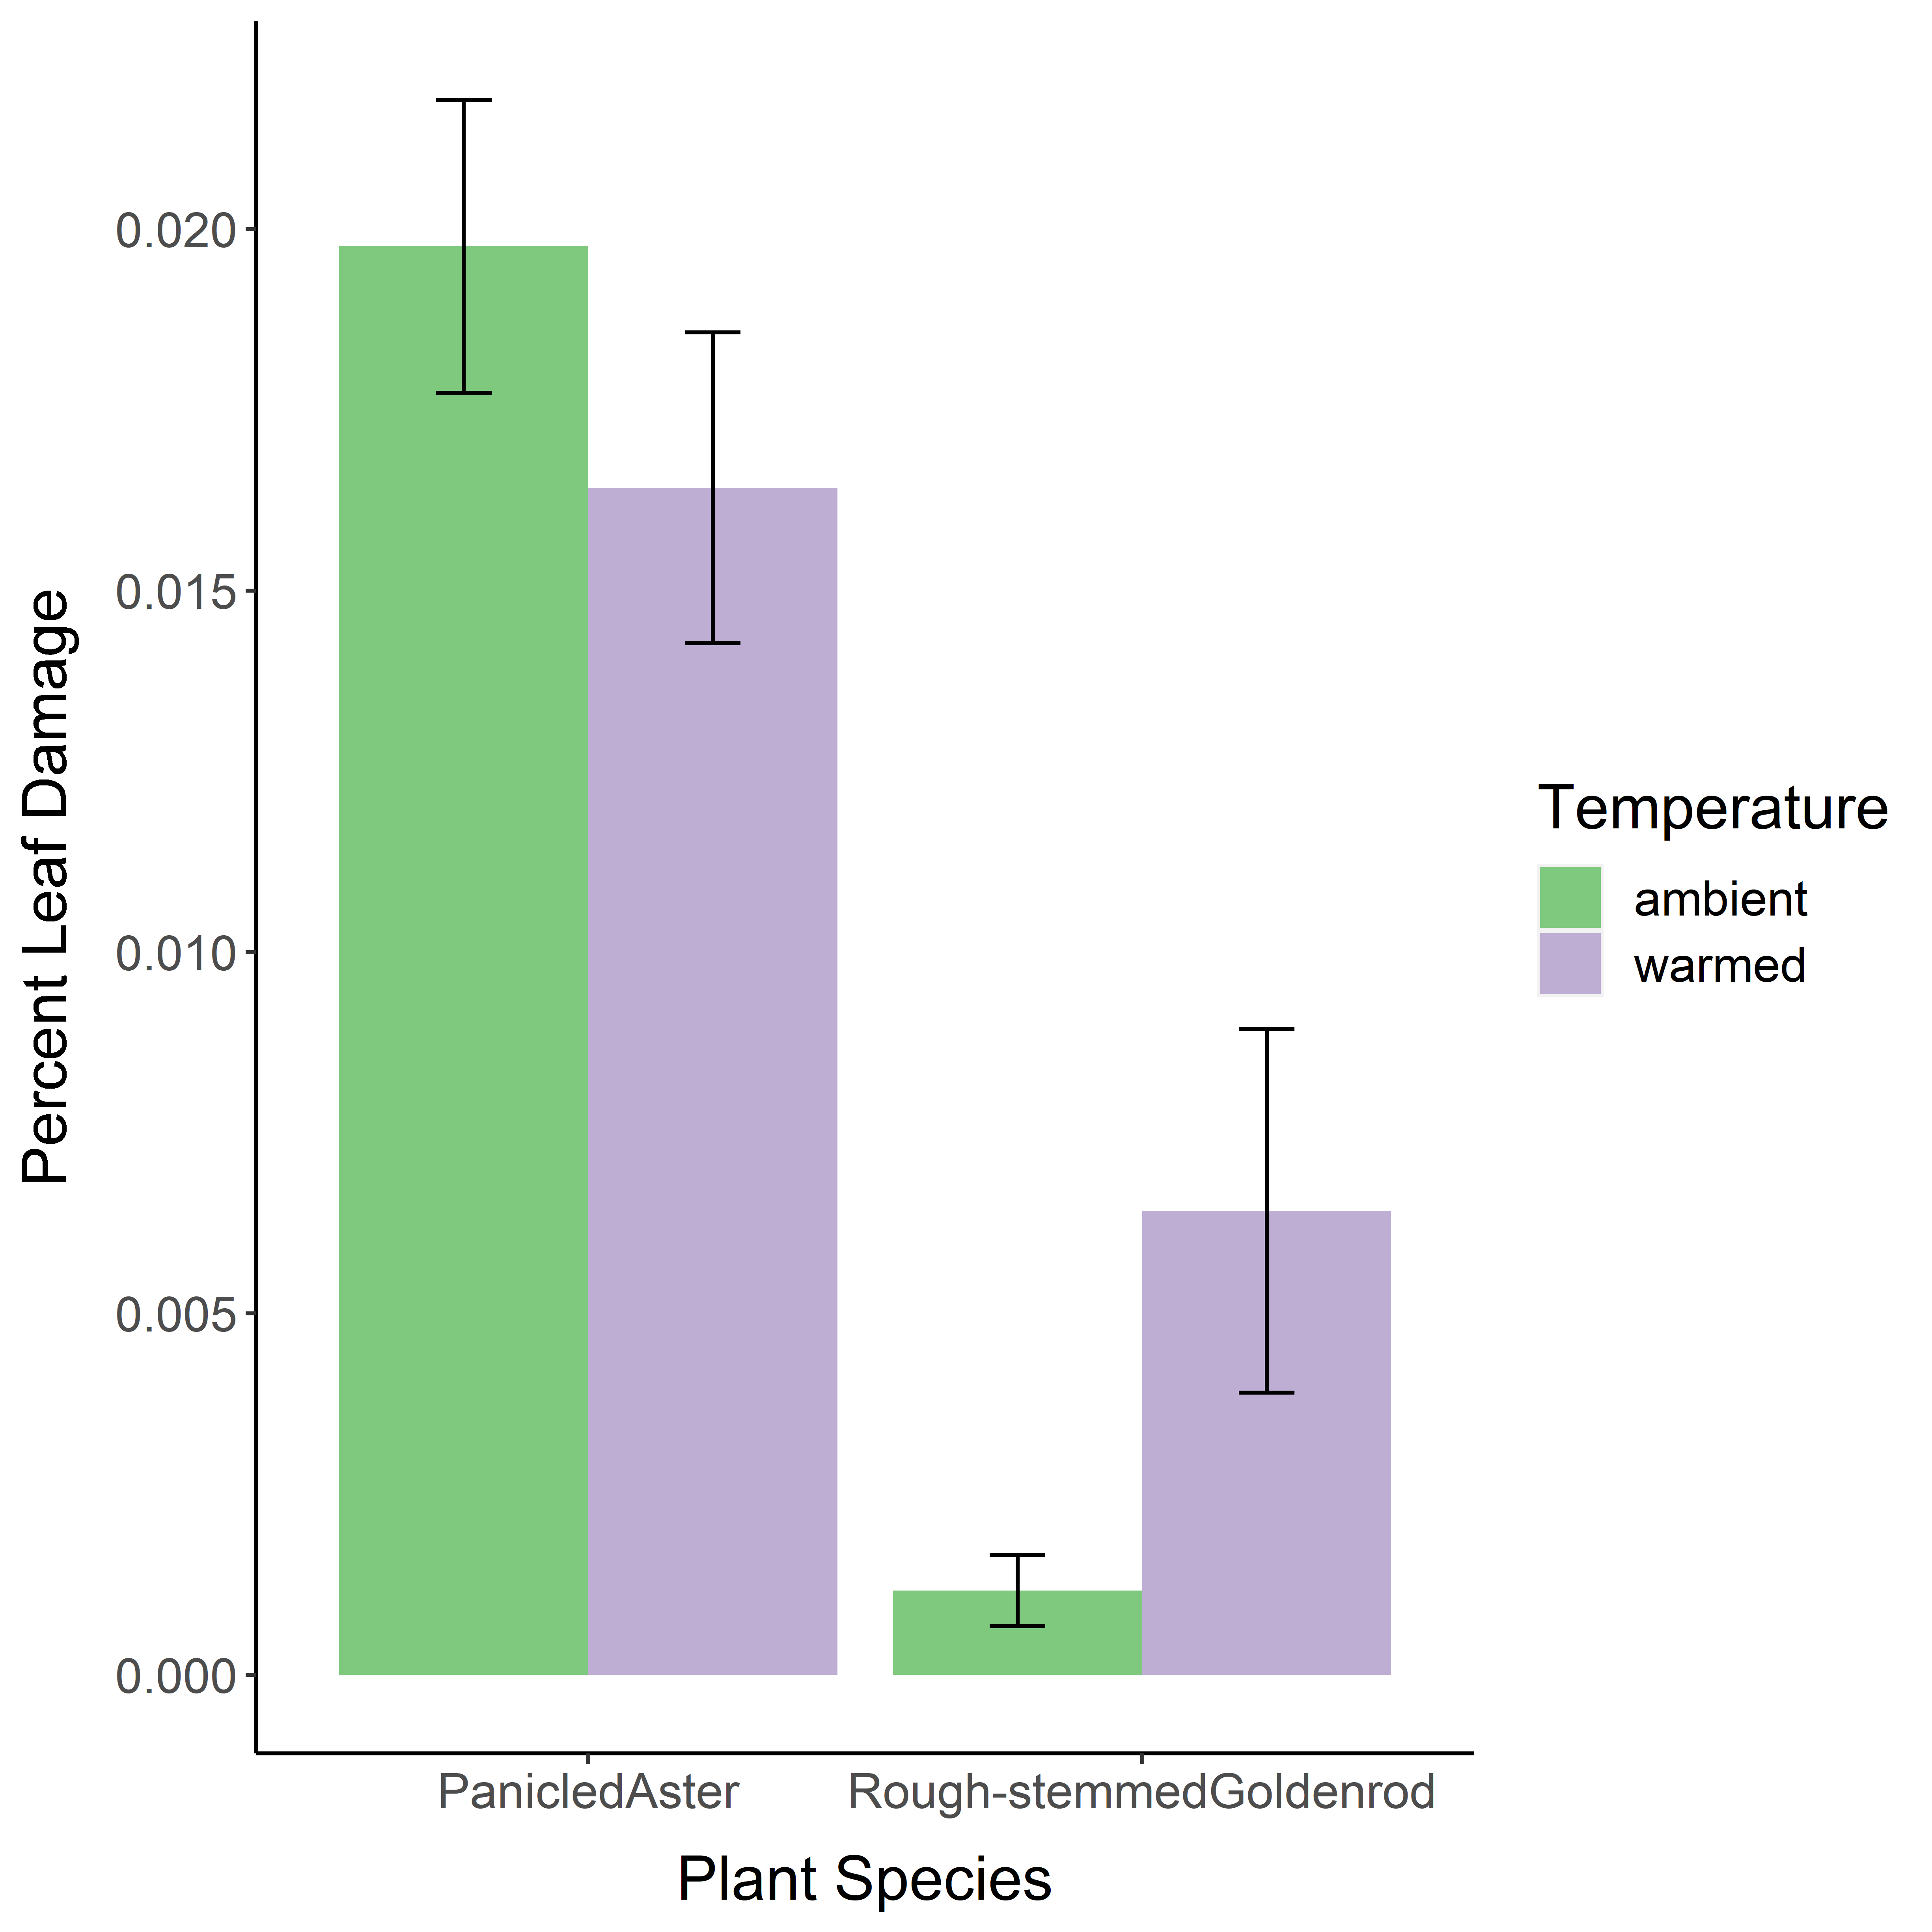 Percent Leaf Damage
0.020
0.015
0.010
0.005
0.000
PanicledAster
Rough-stemmedGoldenrod
Plant Species
Temperature
ambient
warmed